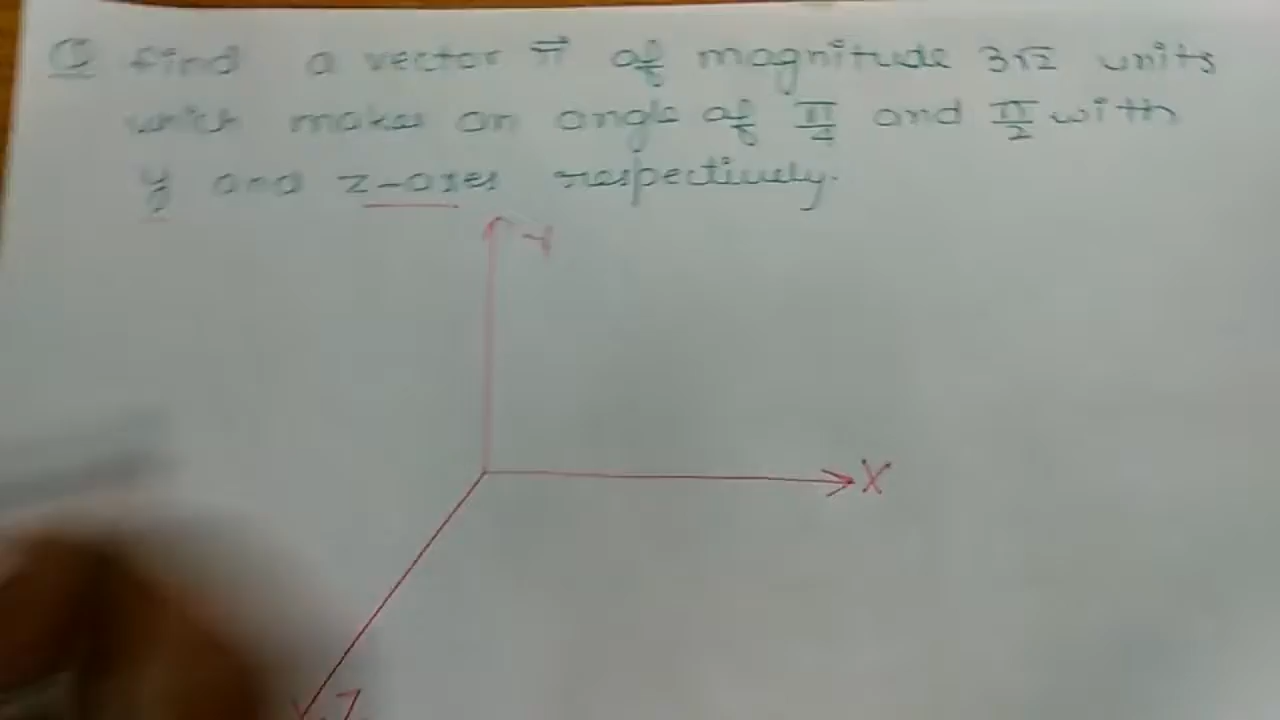 Q find a vector r⃗ of magnitude 3√2 units
which makes an angle of π/4 and π/2 with
y and z-axes respectively.
Y
X
Z